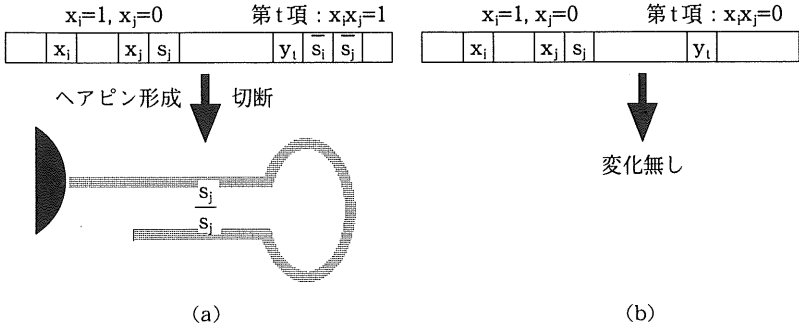 xᵢ=1, xⱼ=0 第t項：xᵢxⱼ=1
xᵢ xⱼ sⱼ yₜ s̅ᵢ s̅ⱼ
ヘアピン形成 切断
sⱼ
s̅ⱼ
(a)
xᵢ=1, xⱼ=0 第t項：xᵢxⱼ=0
xᵢ xⱼ sⱼ yₜ
変化無し
(b)